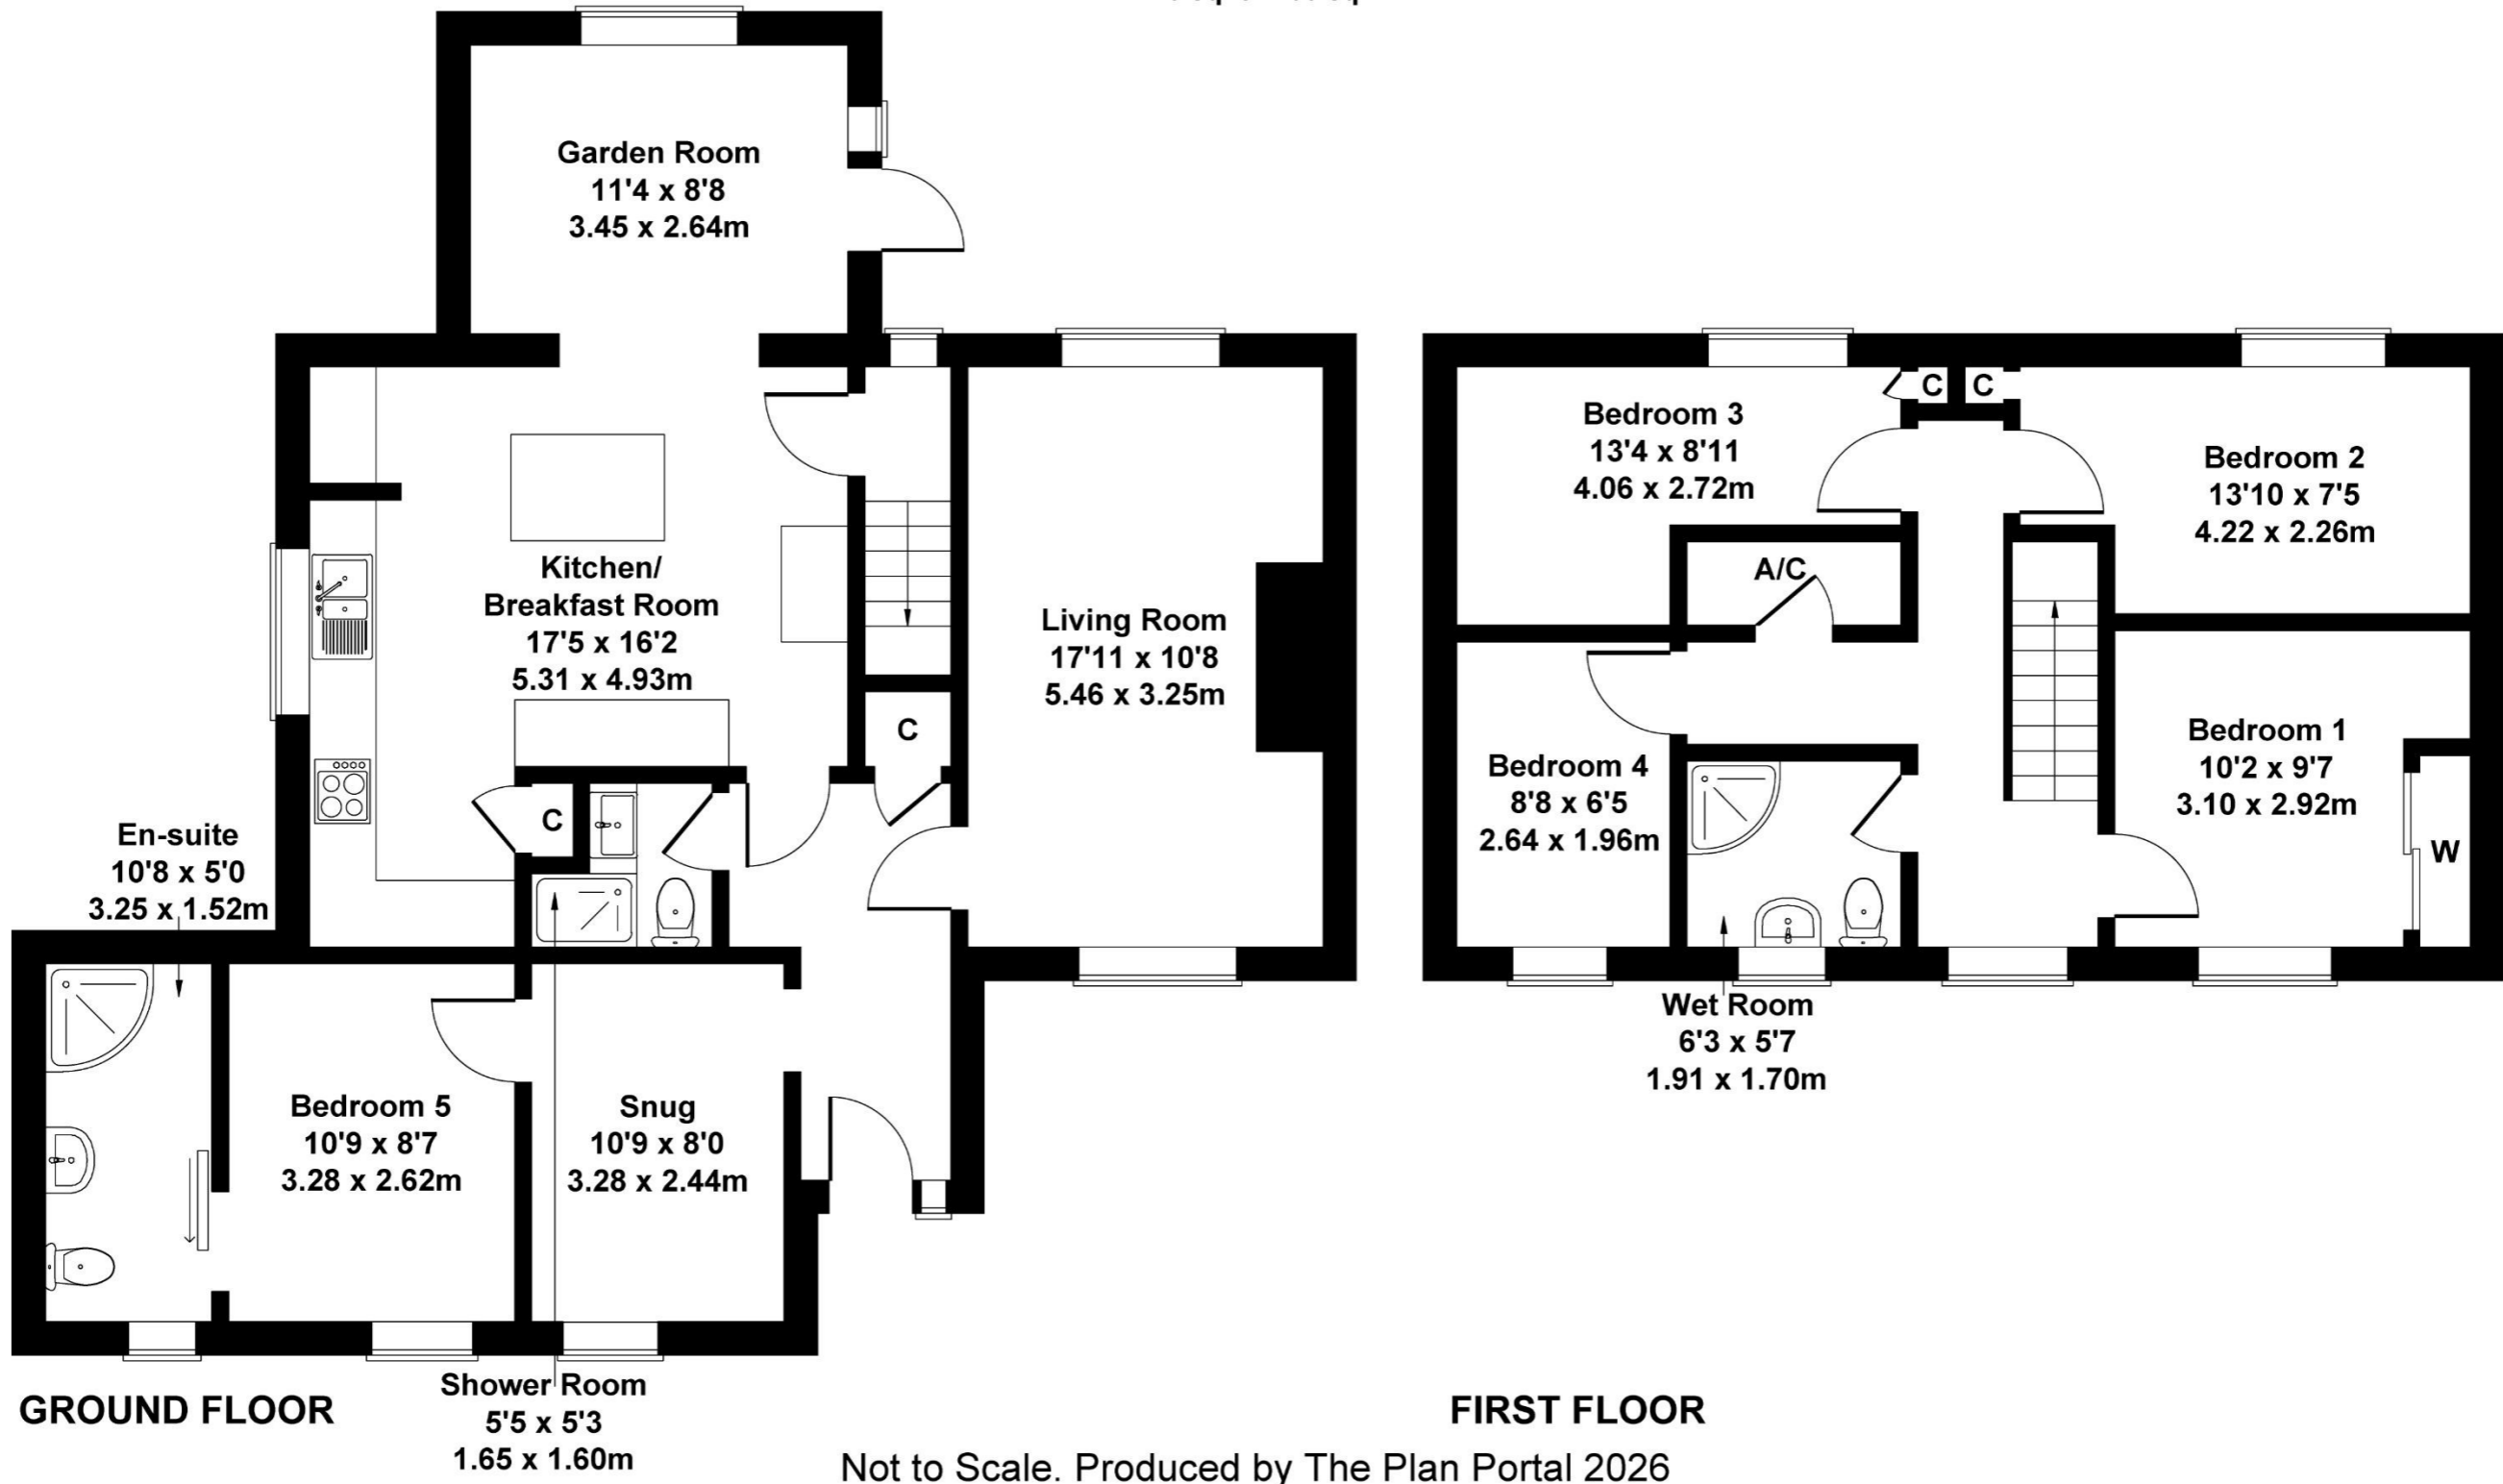 Garden Room
11'4 x 8'8
3.45 x 2.64m
Kitchen/
Breakfast Room
17'5 x 16'2
5.31 x 4.93m
Living Room
17'11 x 10'8
5.46 x 3.25m
C
C
En-suite
10'8 x 5'0
3.25 x 1.52m
Bedroom 5
10'9 x 8'7
3.28 x 2.62m
Snug
10'9 x 8'0
3.28 x 2.44m
Shower Room
5'5 x 5'3
1.65 x 1.60m
GROUND FLOOR
Bedroom 3
13'4 x 8'11
4.06 x 2.72m
C
C
Bedroom 2
13'10 x 7'5
4.22 x 2.26m
A/C
Bedroom 4
8'8 x 6'5
2.64 x 1.96m
Bedroom 1
10'2 x 9'7
3.10 x 2.92m
W
Wet Room
6'3 x 5'7
1.91 x 1.70m
FIRST FLOOR
Not to Scale. Produced by The Plan Portal 2026